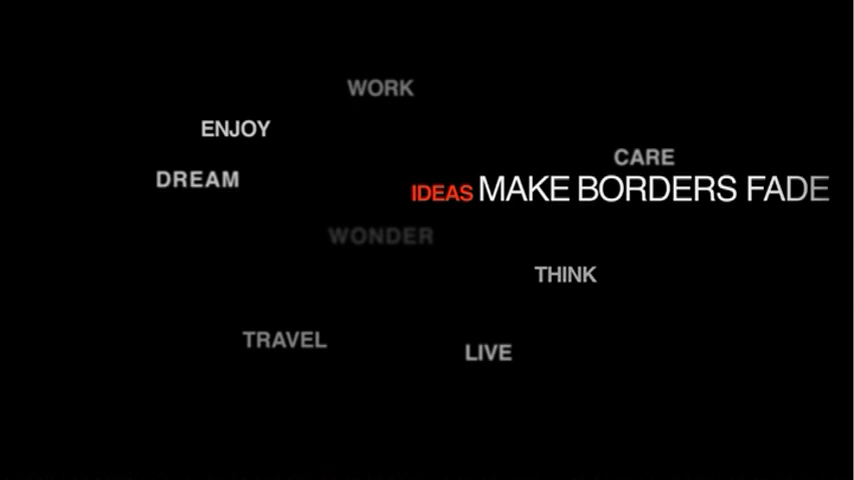 WORK
ENJOY
CARE
DREAM
IDEAS MAKE BORDERS FADE
WONDER
THINK
TRAVEL
LIVE